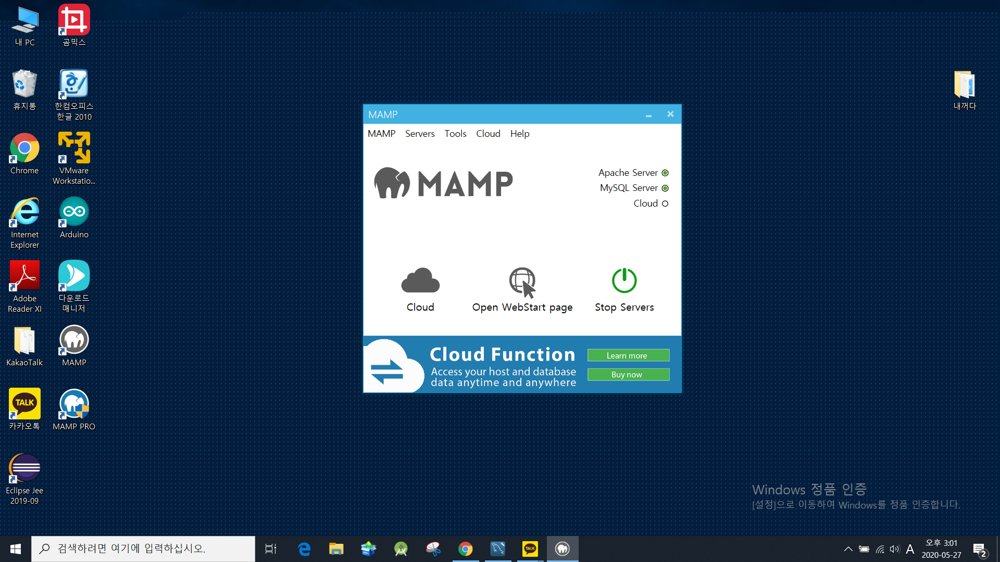 내 PC
곰믹스
휴지통
한컴오피스
한글 2010
내꺼다
Chrome
VMware
Workstatio...
Internet
Explorer
Arduino
Adobe
Reader XI
다운로드
매니저
KakaoTalk
MAMP
TALK
카카오톡
MAMP PRO
Eclipse Jee
2019-09
MAMP
MAMP Servers Tools Cloud Help
MAMP
Apache Server
MySQL Server
Cloud
Cloud
Open WebStart page
Stop Servers
Cloud Function
Access your host and database
data anytime and anywhere
Learn more
Buy now
Windows 정품 인증
[설정]으로 이동하여 Windows를 정품 인증합니다.
검색하려면 여기에 입력하십시오.
TALK
A
오후 3:01
2020-05-27
2